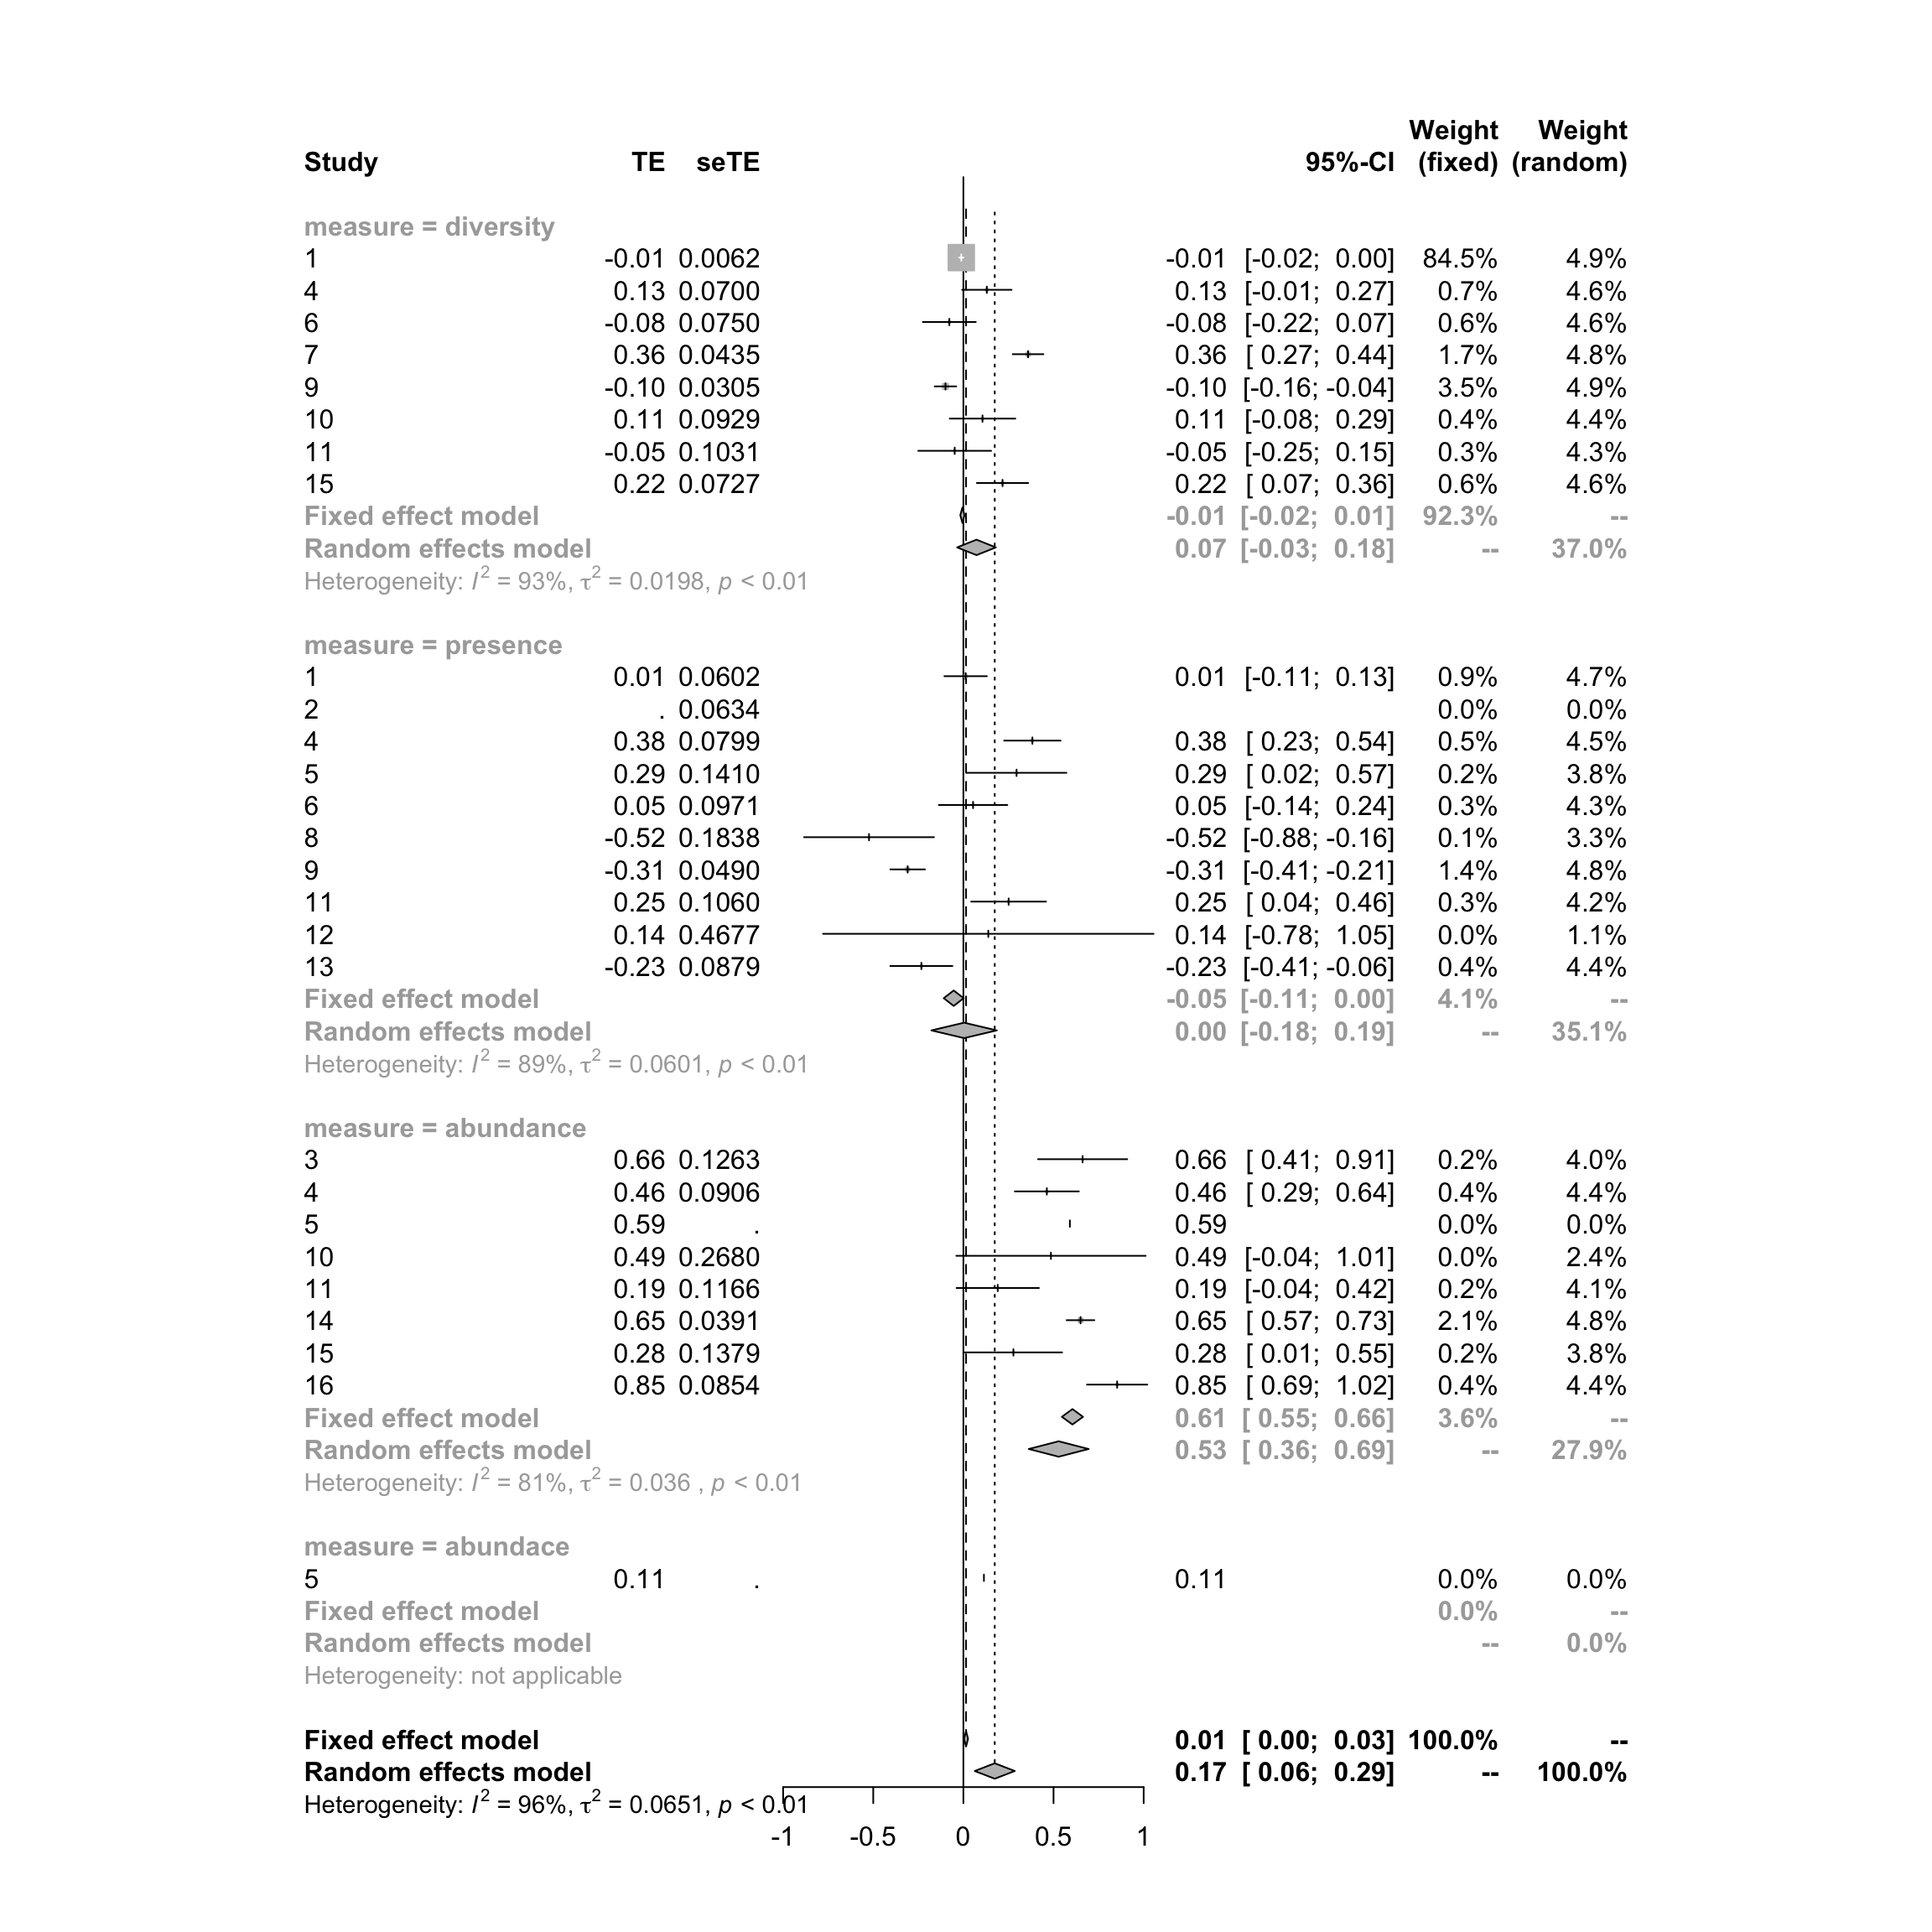 Weight Weight
Study TE seTE 95%-CI (fixed) (random)
measure = diversity
1 -0.01 0.0062 -0.01 [-0.02; 0.00] 84.5% 4.9%
4 0.13 0.0700 0.13 [-0.01; 0.27] 0.7% 4.6%
6 -0.08 0.0750 -0.08 [-0.22; 0.07] 0.6% 4.6%
7 0.36 0.0435 0.36 [ 0.27; 0.44] 1.7% 4.8%
9 -0.10 0.0305 -0.10 [-0.16; -0.04] 3.5% 4.9%
10 0.11 0.0929 0.11 [-0.08; 0.29] 0.4% 4.4%
11 -0.05 0.1031 -0.05 [-0.25; 0.15] 0.3% 4.3%
15 0.22 0.0727 0.22 [ 0.07; 0.36] 0.6% 4.6%
Fixed effect model -0.01 [-0.02; 0.01] 92.3% --
Random effects model 0.07 [-0.03; 0.18] -- 37.0%
Heterogeneity: I² = 93%, τ² = 0.0198, p < 0.01
measure = presence
1 0.01 0.0602 0.01 [-0.11; 0.13] 0.9% 4.7%
2 . 0.0634 0.0% 0.0%
4 0.38 0.0799 0.38 [ 0.23; 0.54] 0.5% 4.5%
5 0.29 0.1410 0.29 [ 0.02; 0.57] 0.2% 3.8%
6 0.05 0.0971 0.05 [-0.14; 0.24] 0.3% 4.3%
8 -0.52 0.1838 -0.52 [-0.88; -0.16] 0.1% 3.3%
9 -0.31 0.0490 -0.31 [-0.41; -0.21] 1.4% 4.8%
11 0.25 0.1060 0.25 [ 0.04; 0.46] 0.3% 4.2%
12 0.14 0.4677 0.14 [-0.78; 1.05] 0.0% 1.1%
13 -0.23 0.0879 -0.23 [-0.41; -0.06] 0.4% 4.4%
Fixed effect model -0.05 [-0.11; 0.00] 4.1% --
Random effects model 0.00 [-0.18; 0.19] -- 35.1%
Heterogeneity: I² = 89%, τ² = 0.0601, p < 0.01
measure = abundance
3 0.66 0.1263 0.66 [ 0.41; 0.91] 0.2% 4.0%
4 0.46 0.0906 0.46 [ 0.29; 0.64] 0.4% 4.4%
5 0.59 . 0.59 0.0% 0.0%
10 0.49 0.2680 0.49 [-0.04; 1.01] 0.0% 2.4%
11 0.19 0.1166 0.19 [-0.04; 0.42] 0.2% 4.1%
14 0.65 0.0391 0.65 [ 0.57; 0.73] 2.1% 4.8%
15 0.28 0.1379 0.28 [ 0.01; 0.55] 0.2% 3.8%
16 0.85 0.0854 0.85 [ 0.69; 1.02] 0.4% 4.4%
Fixed effect model 0.61 [ 0.55; 0.66] 3.6% --
Random effects model 0.53 [ 0.36; 0.69] -- 27.9%
Heterogeneity: I² = 81%, τ² = 0.036 , p < 0.01
measure = abundace
5 0.11 . 0.11 0.0% 0.0%
Fixed effect model 0.0% --
Random effects model -- 0.0%
Heterogeneity: not applicable
Fixed effect model 0.01 [ 0.00; 0.03] 100.0% --
Random effects model 0.17 [ 0.06; 0.29] -- 100.0%
Heterogeneity: I² = 96%, τ² = 0.0651, p < 0.01
-1 -0.5 0 0.5 1